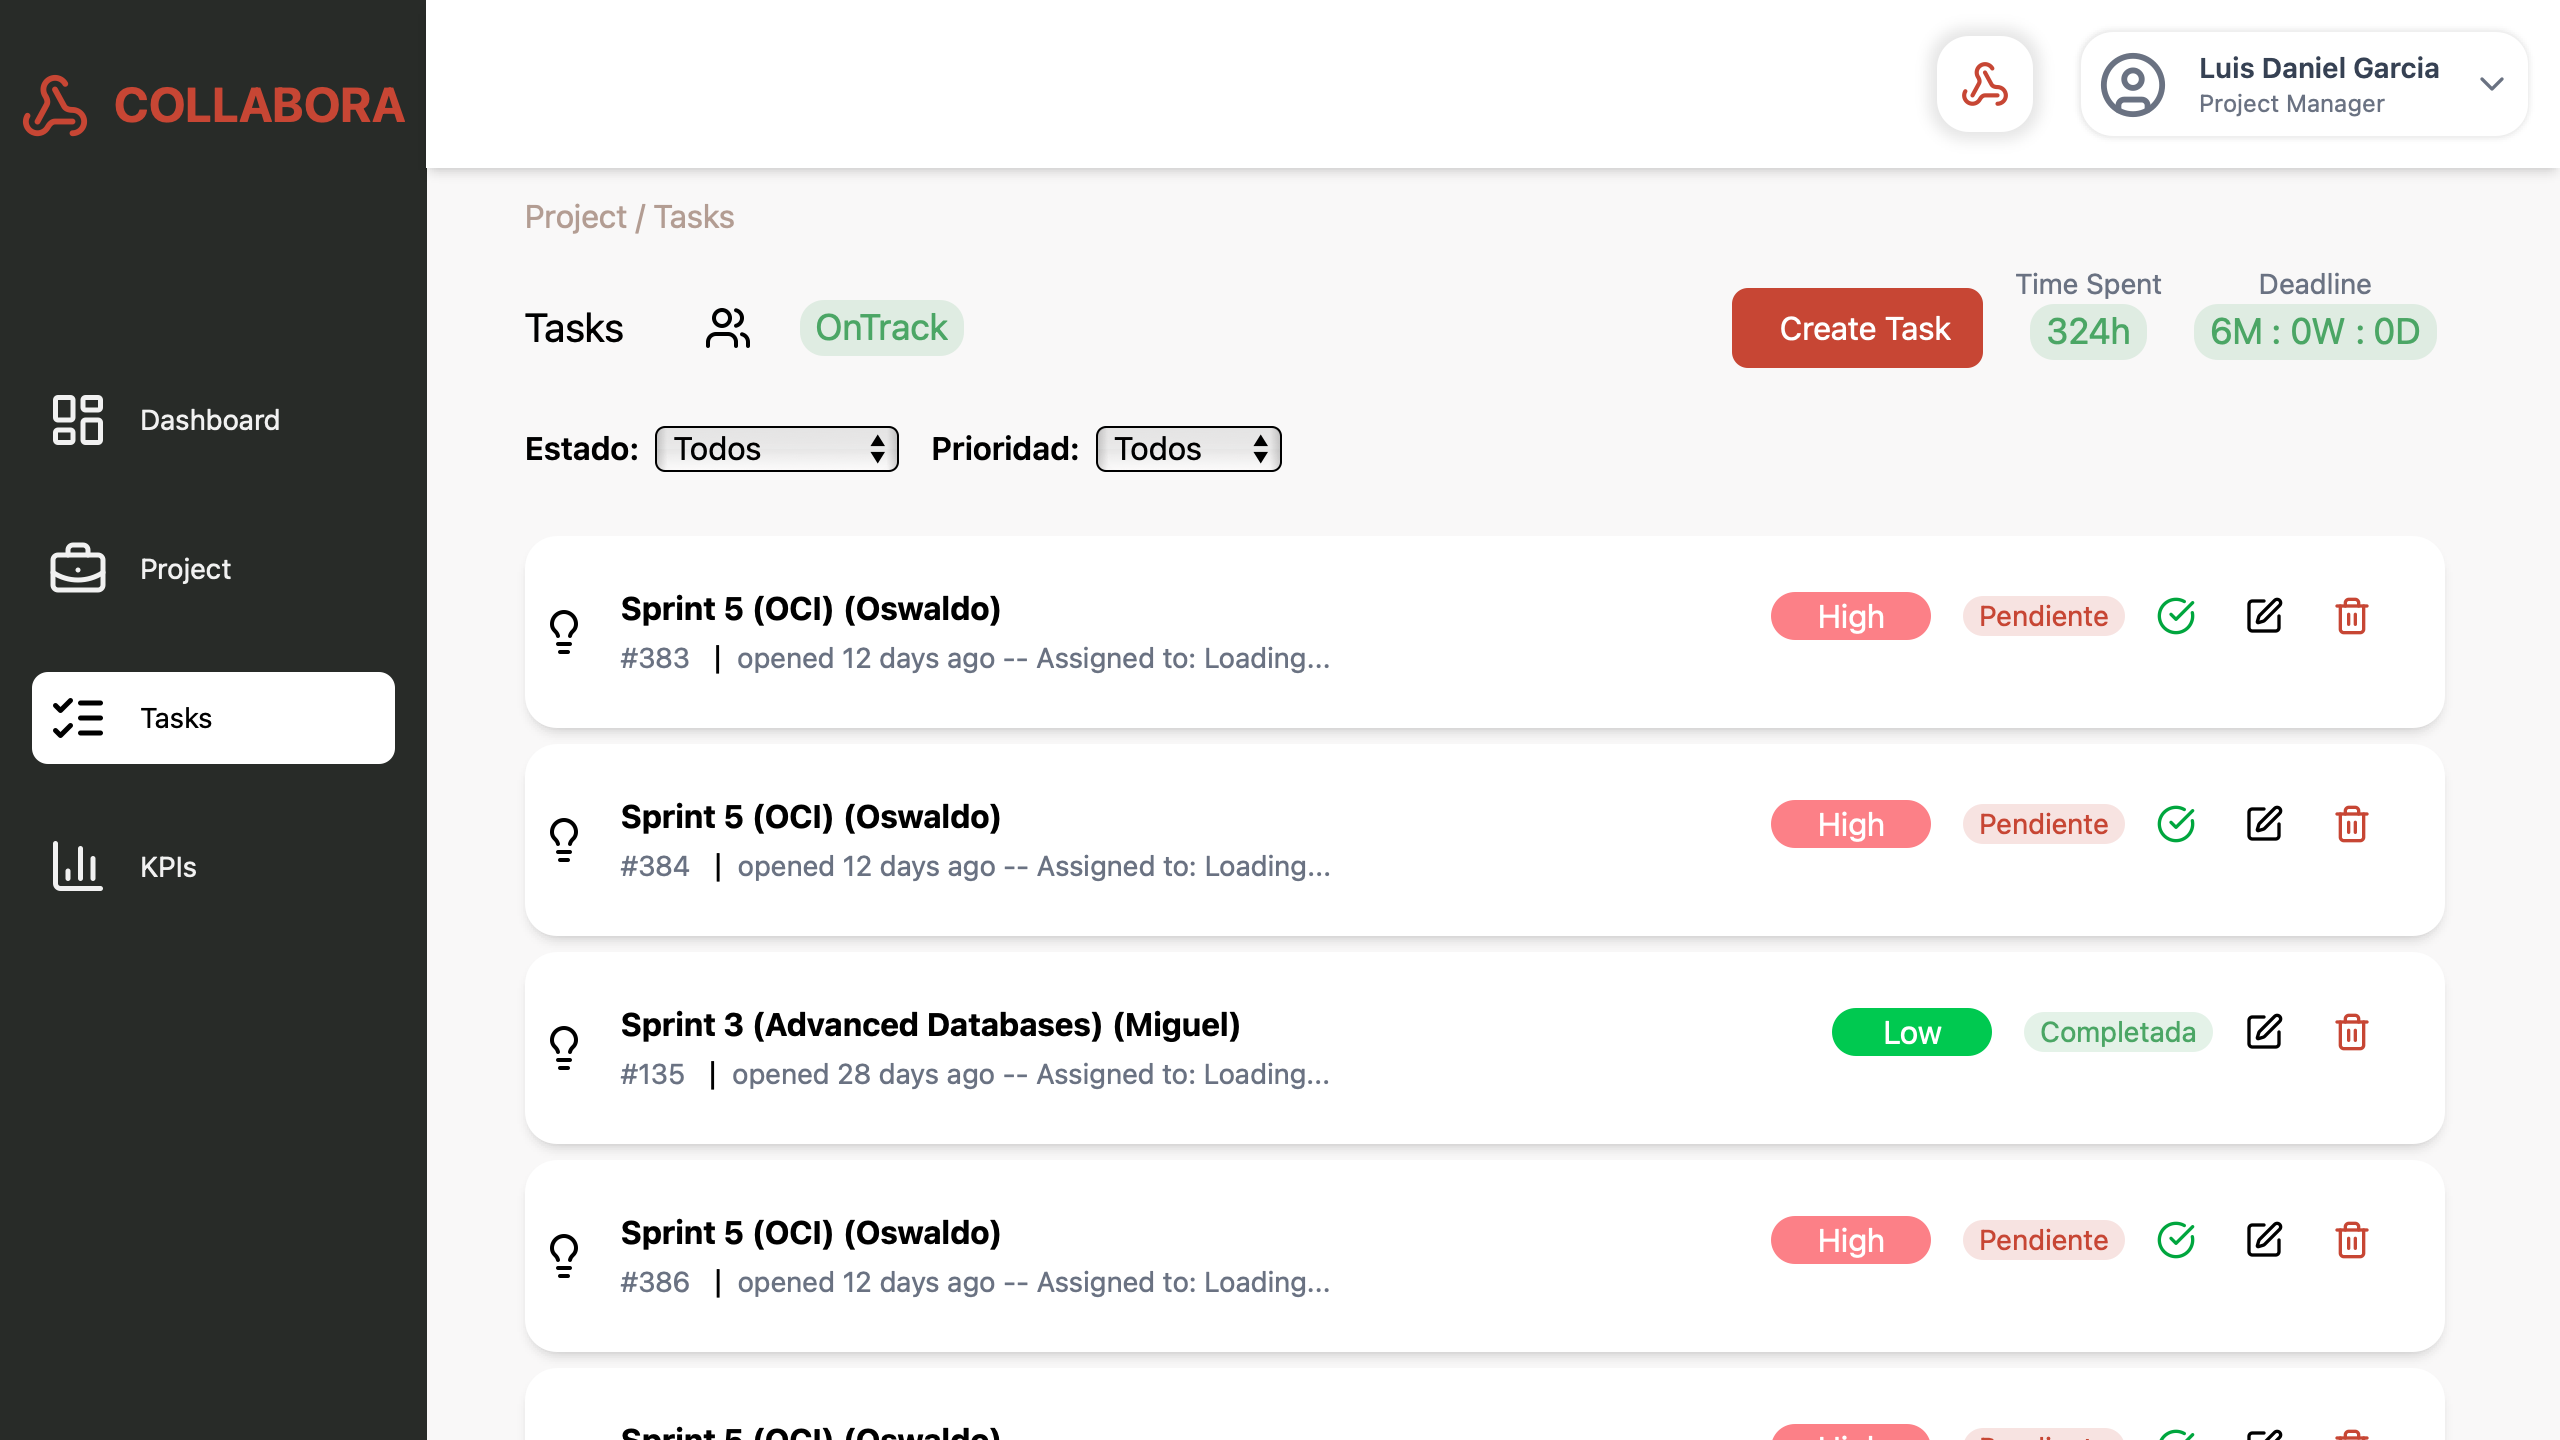 COLLABORA
Luis Daniel Garcia
Project Manager
Dashboard
Project
Tasks
KPIs
Project / Tasks
Tasks
OnTrack
Create Task
Time Spent
324h
Deadline
6M : 0W : 0D
Estado: Todos Prioridad: Todos
Sprint 5 (OCI) (Oswaldo)
#383 | opened 12 days ago -- Assigned to: Loading...
High Pendiente
Sprint 5 (OCI) (Oswaldo)
#384 | opened 12 days ago -- Assigned to: Loading...
High Pendiente
Sprint 3 (Advanced Databases) (Miguel)
#135 | opened 28 days ago -- Assigned to: Loading...
Low Completada
Sprint 5 (OCI) (Oswaldo)
#386 | opened 12 days ago -- Assigned to: Loading...
High Pendiente
Sprint 5 (OCI) (Oswaldo)